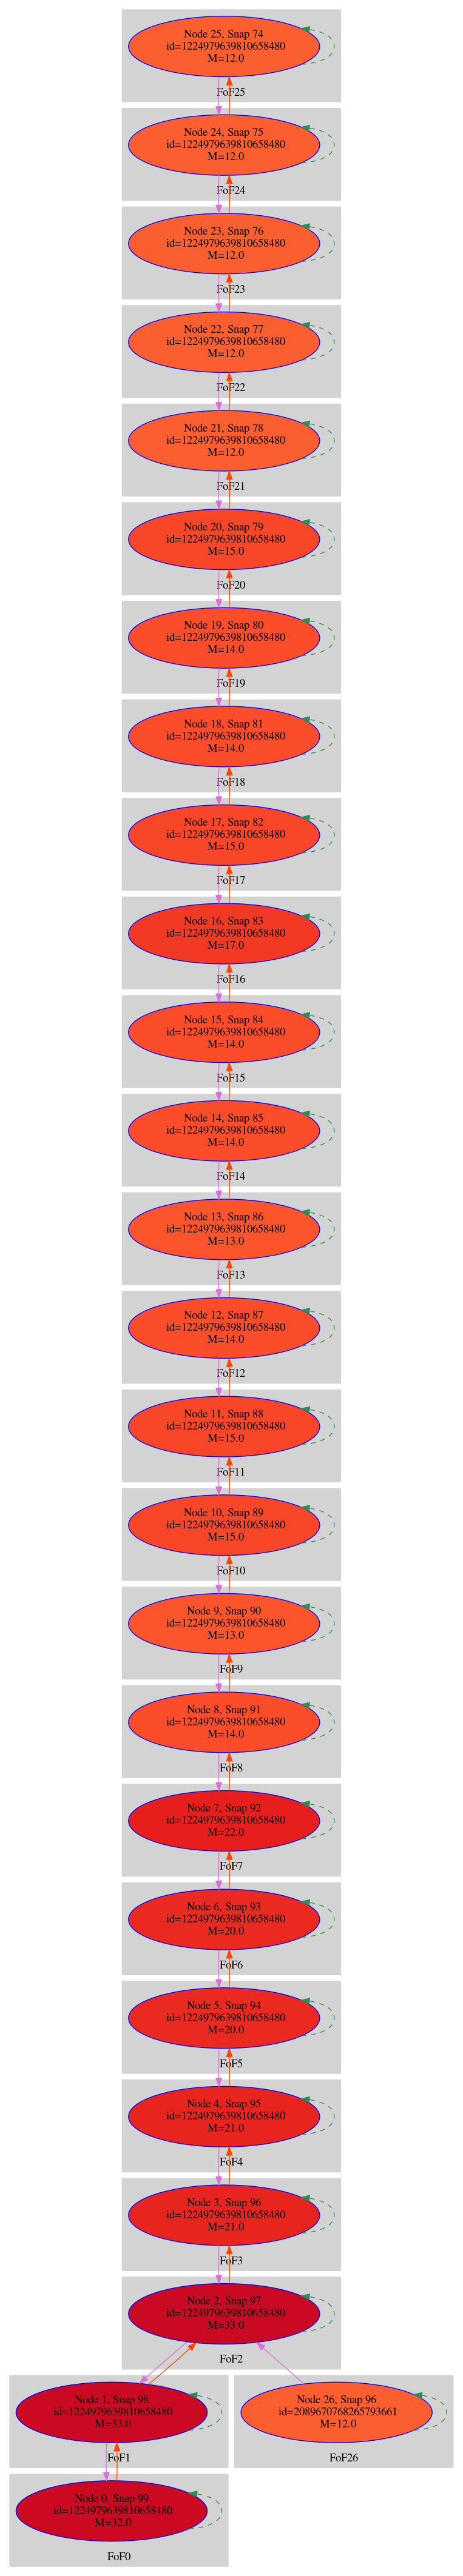 Node 25, Snap 74
id=1224979639810658480
M=12.0
FoF25
Node 24, Snap 75
id=1224979639810658480
M=12.0
FoF24
Node 23, Snap 76
id=1224979639810658480
M=12.0
FoF23
Node 22, Snap 77
id=1224979639810658480
M=12.0
FoF22
Node 21, Snap 78
id=1224979639810658480
M=12.0
FoF21
Node 20, Snap 79
id=1224979639810658480
M=15.0
FoF20
Node 19, Snap 80
id=1224979639810658480
M=14.0
FoF19
Node 18, Snap 81
id=1224979639810658480
M=14.0
FoF18
Node 17, Snap 82
id=1224979639810658480
M=15.0
FoF17
Node 16, Snap 83
id=1224979639810658480
M=17.0
FoF16
Node 15, Snap 84
id=1224979639810658480
M=14.0
FoF15
Node 14, Snap 85
id=1224979639810658480
M=14.0
FoF14
Node 13, Snap 86
id=1224979639810658480
M=13.0
FoF13
Node 12, Snap 87
id=1224979639810658480
M=14.0
FoF12
Node 11, Snap 88
id=1224979639810658480
M=15.0
FoF11
Node 10, Snap 89
id=1224979639810658480
M=15.0
FoF10
Node 9, Snap 90
id=1224979639810658480
M=13.0
FoF9
Node 8, Snap 91
id=1224979639810658480
M=14.0
FoF8
Node 7, Snap 92
id=1224979639810658480
M=22.0
FoF7
Node 6, Snap 93
id=1224979639810658480
M=20.0
FoF6
Node 5, Snap 94
id=1224979639810658480
M=20.0
FoF5
Node 4, Snap 95
id=1224979639810658480
M=21.0
FoF4
Node 3, Snap 96
id=1224979639810658480
M=21.0
FoF3
Node 2, Snap 97
id=1224979639810658480
M=33.0
FoF2
Node 1, Snap 98
id=1224979639810658480
M=33.0
FoF1
Node 26, Snap 96
id=2089670768265793661
M=12.0
FoF26
Node 0, Snap 99
id=1224979639810658480
M=32.0
FoF0